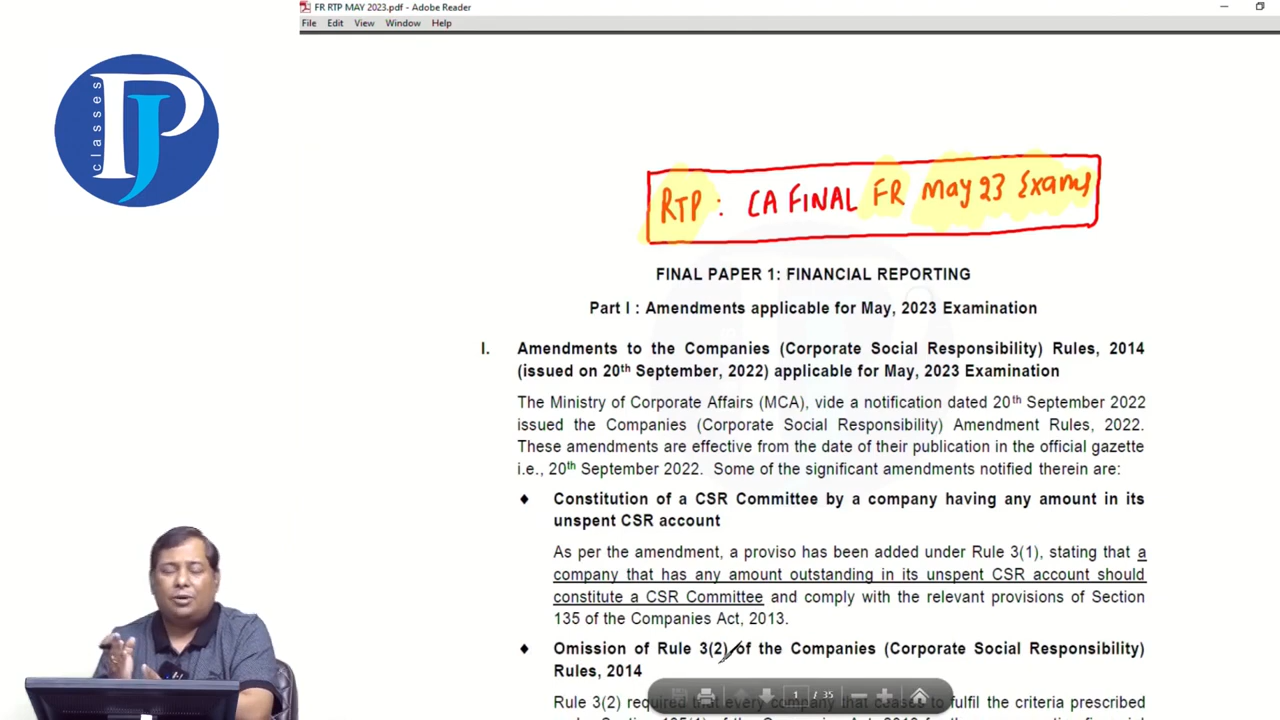 FR RTP MAY 2023.pdf - Adobe Reader
File Edit View Window Help
classes
PJ
RTP : CA FINAL FR May 23 Exams
FINAL PAPER 1: FINANCIAL REPORTING
Part I : Amendments applicable for May, 2023 Examination
I. Amendments to the Companies (Corporate Social Responsibility) Rules, 2014
(issued on 20th September, 2022) applicable for May, 2023 Examination
The Ministry of Corporate Affairs (MCA), vide a notification dated 20th September 2022
issued the Companies (Corporate Social Responsibility) Amendment Rules, 2022.
These amendments are effective from the date of their publication in the official gazette
i.e., 20th September 2022. Some of the significant amendments notified therein are:
♦ Constitution of a CSR Committee by a company having any amount in its
unspent CSR account
As per the amendment, a proviso has been added under Rule 3(1), stating that a
company that has any amount outstanding in its unspent CSR account should
constitute a CSR Committee and comply with the relevant provisions of Section
135 of the Companies Act, 2013.
♦ Omission of Rule 3(2) of the Companies (Corporate Social Responsibility)
Rules, 2014
Rule 3(2) required that every company that ceases to fulfil the criteria prescribed
1 / 35